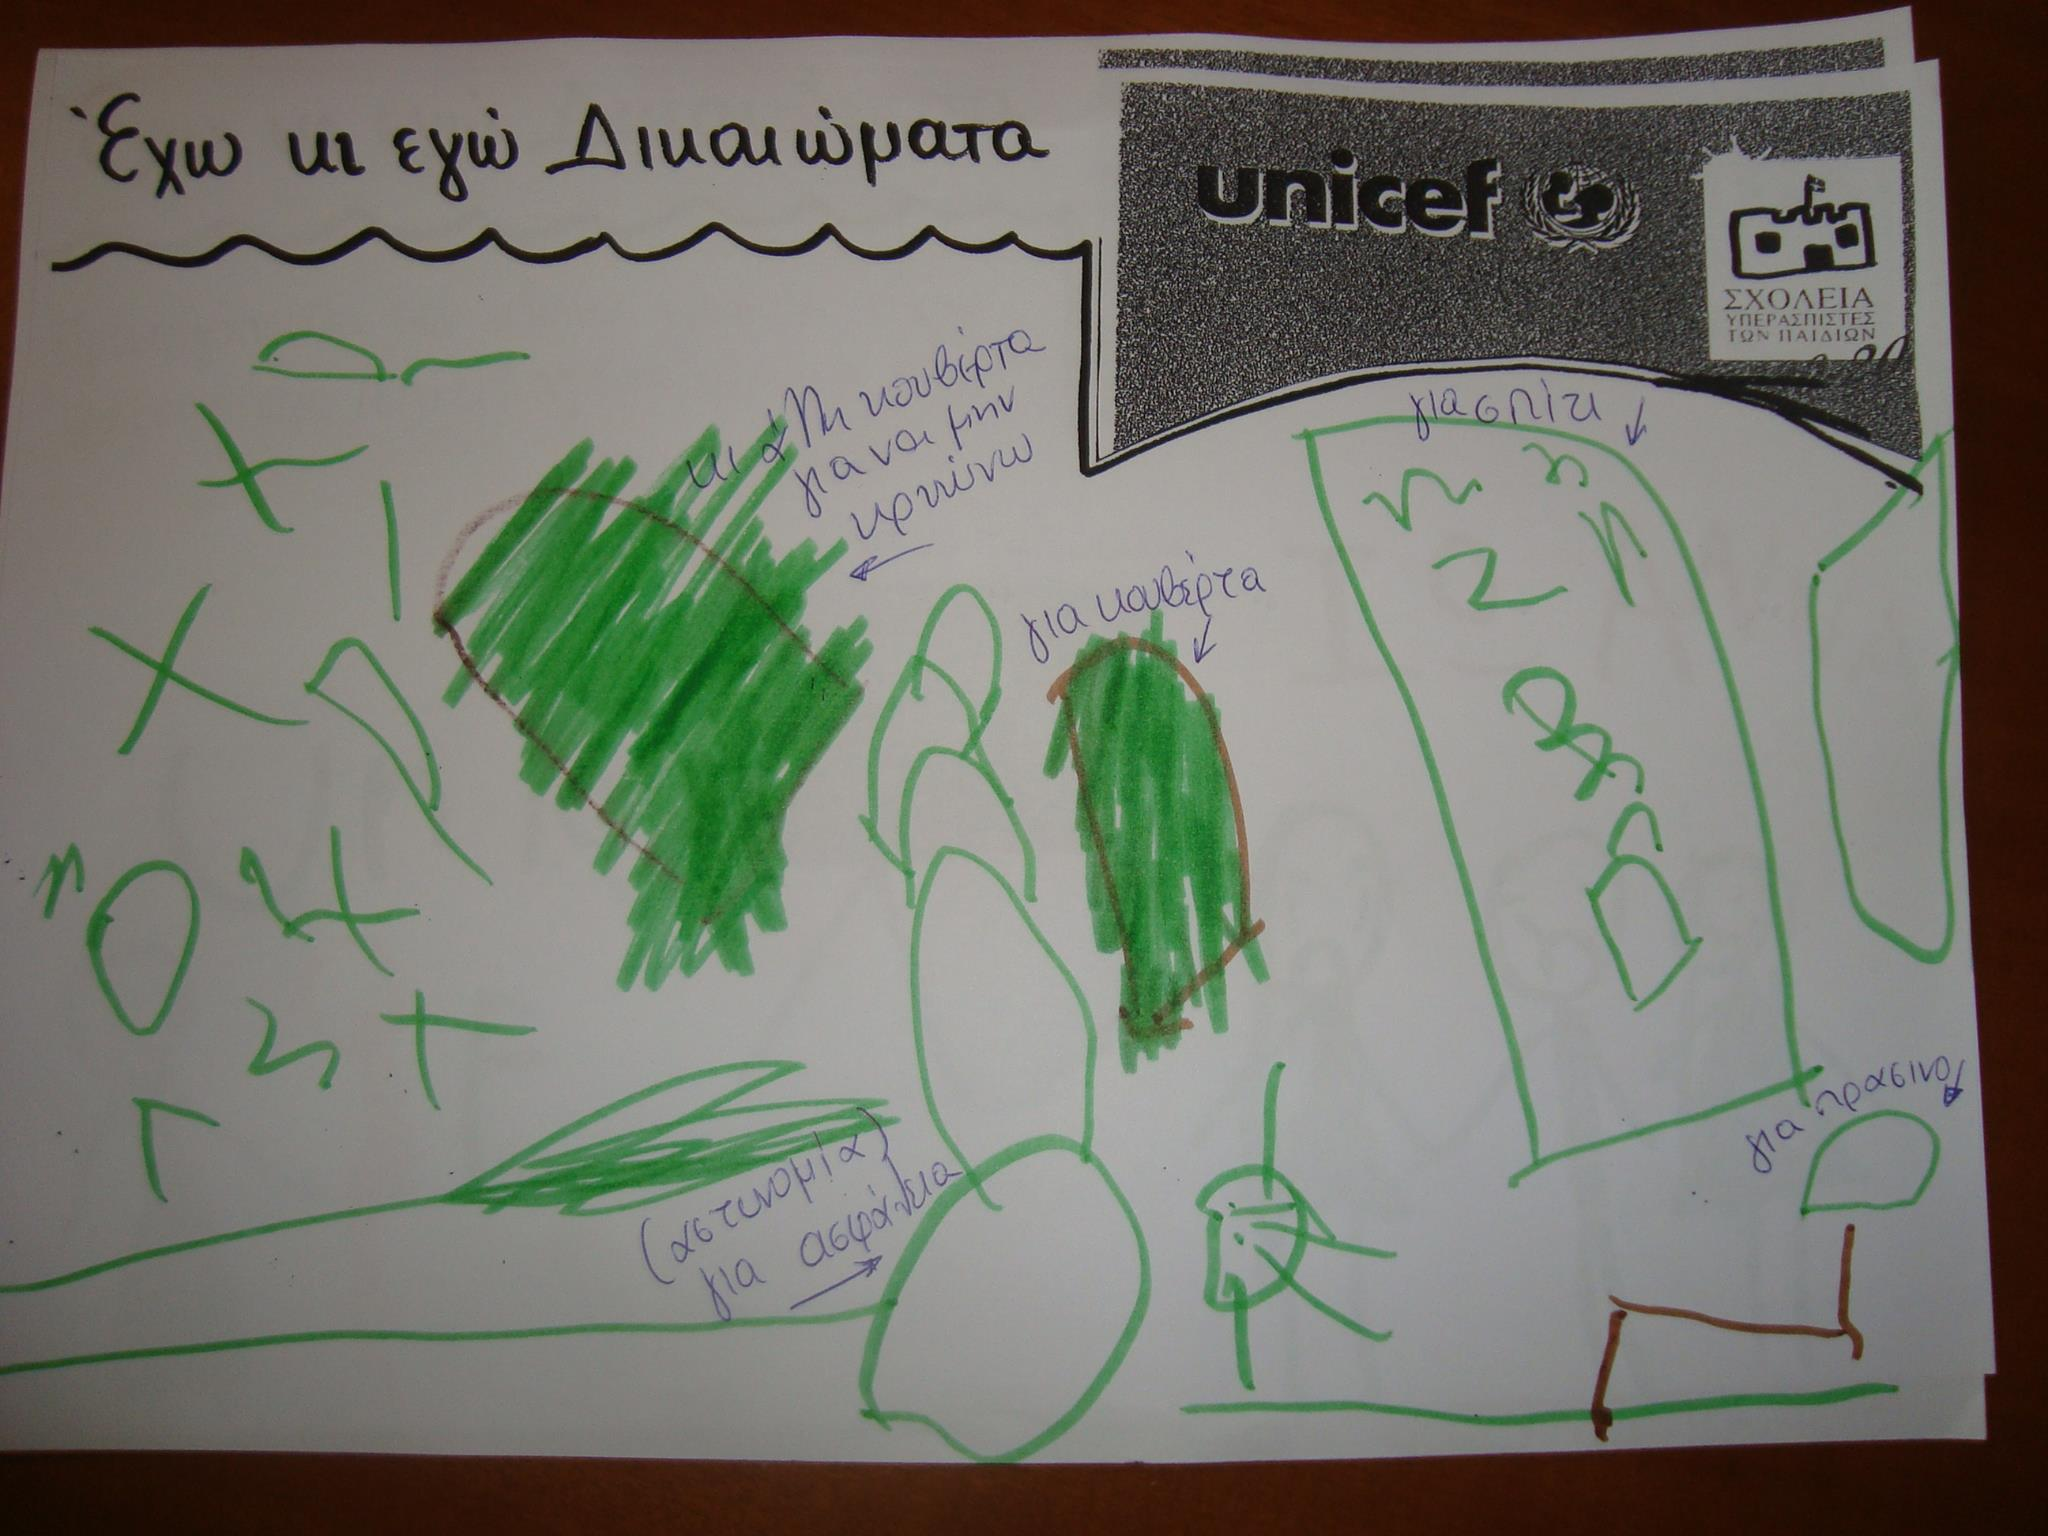 Έχω κι εγώ Δικαιώματα
unicef
ΣΧΟΛΕΙΑ
ΥΠΕΡΑΣΠΙΣΤΕΣ
ΤΩΝ ΠΑΙΔΙΩΝ
κι άλλη κουβέρτα
για να μην
κρυώνω
για σπίτι
για κουβέρτα
για πράσινο
(αστυνομία)
για ασφάλεια